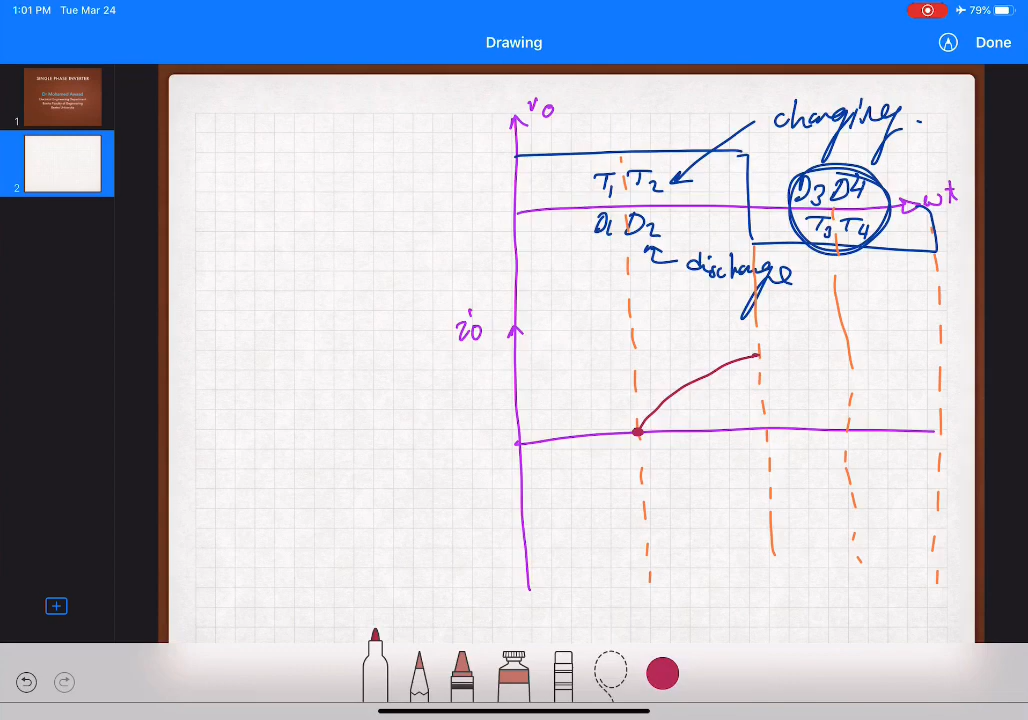 1:01 PM Tue Mar 24
79%
Drawing
Done
SINGLE PHASE INVERTER
1
2
vo
charging.
T1 T2
D3 D4
wt
D1 D2
T3 T4
discharge
io